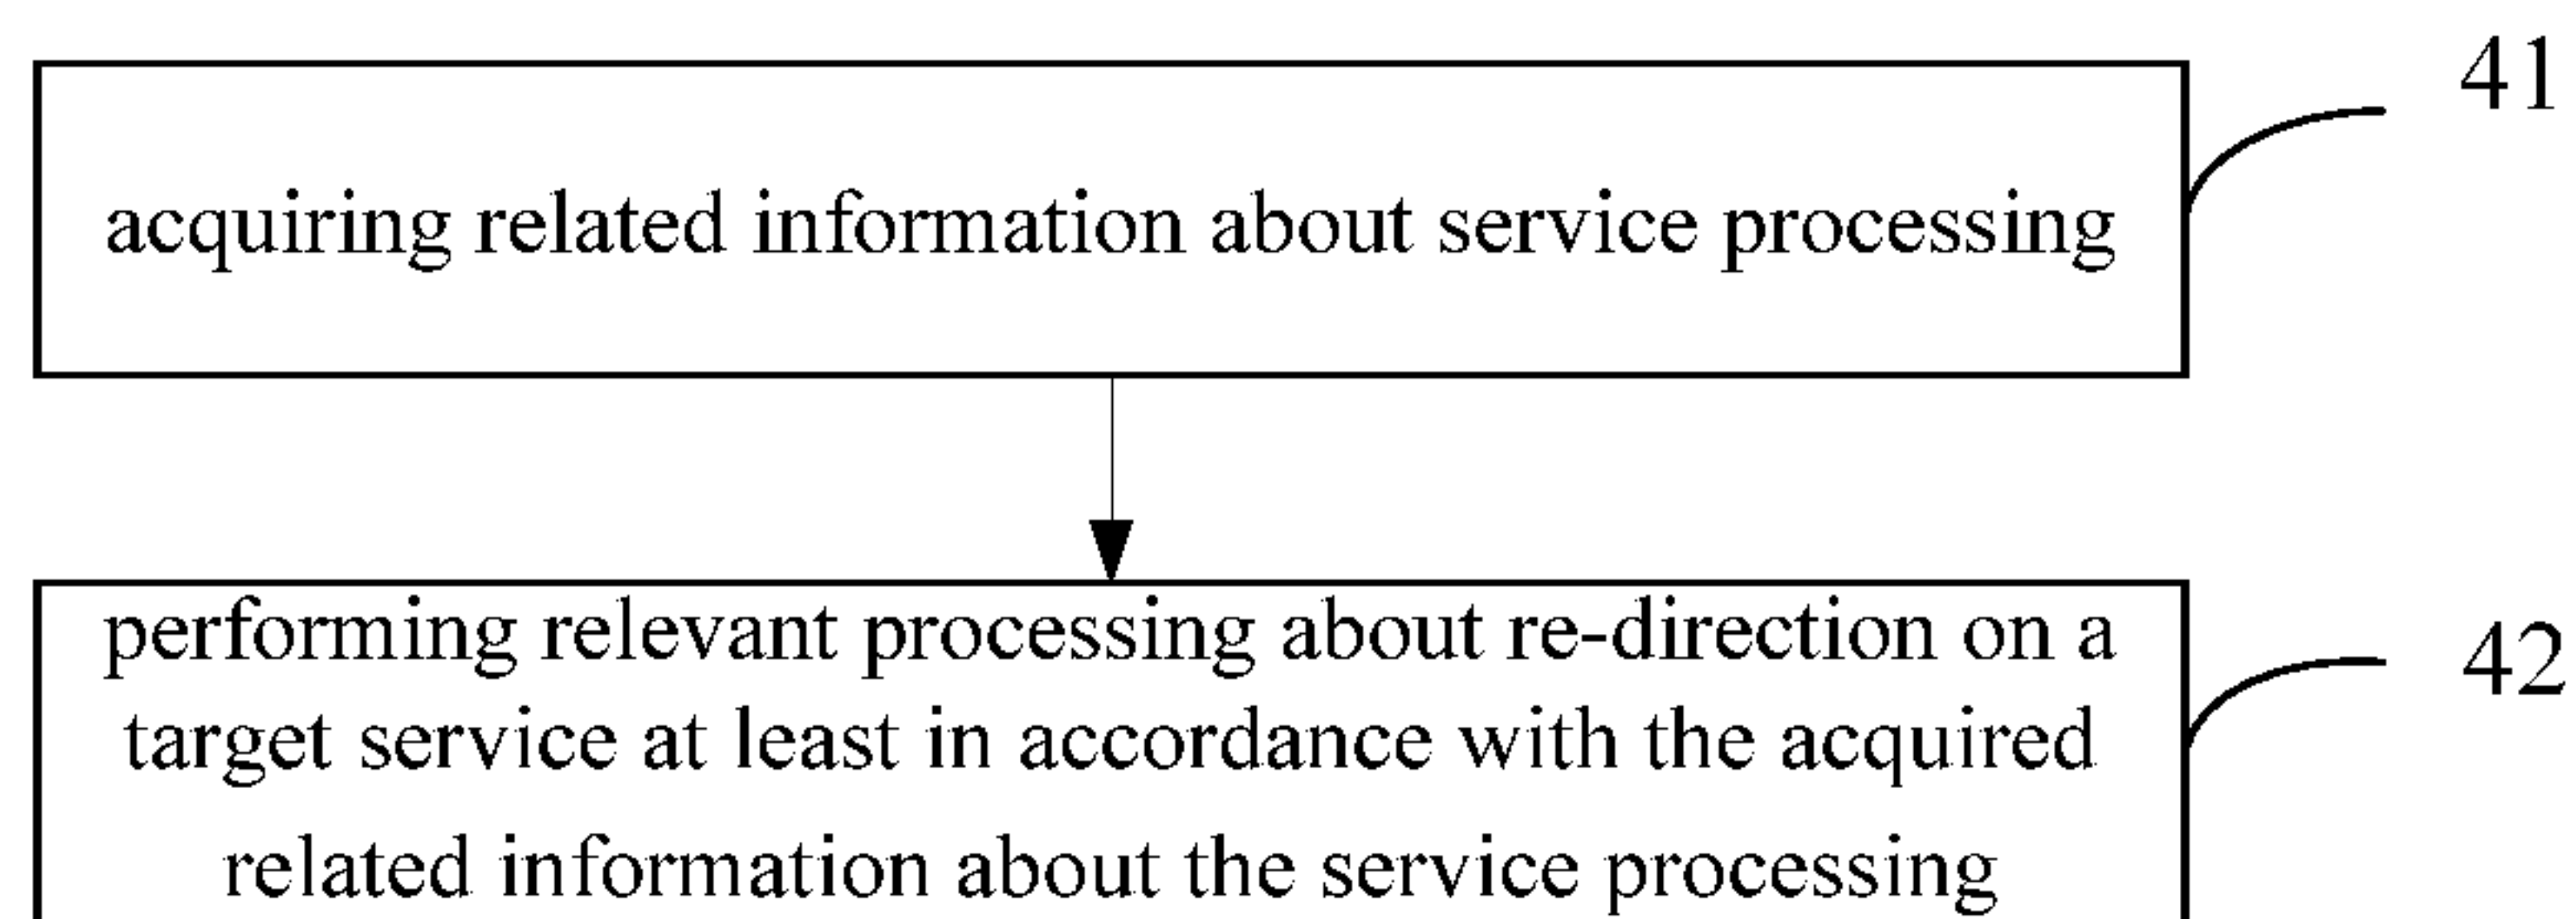 41
acquiring related information about service processing
performing relevant processing about re-direction on a
42
target service at least in accordance with the acquired
related information about the service processing